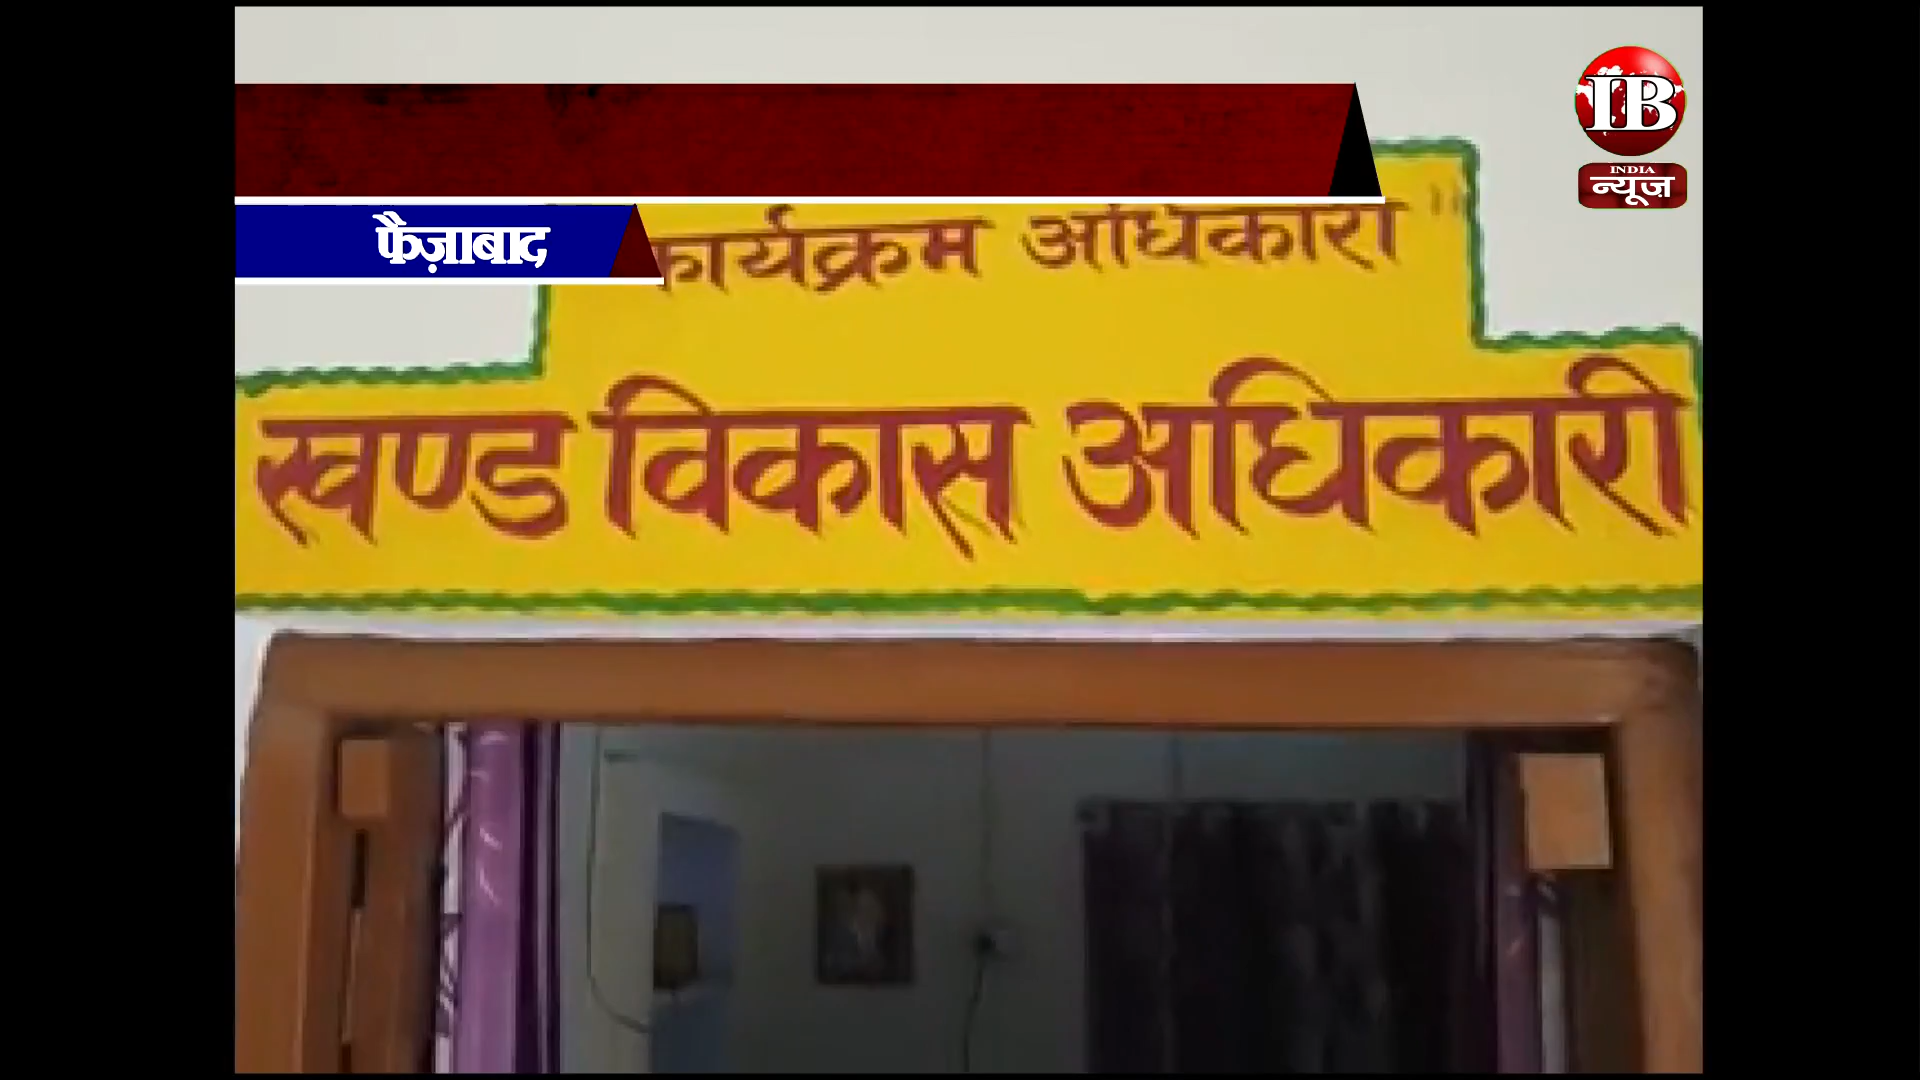 IB
INDIA
न्यूज़
फैज़ाबाद
कार्यक्रम अधिकारी "
खण्ड विकास अधिकारी